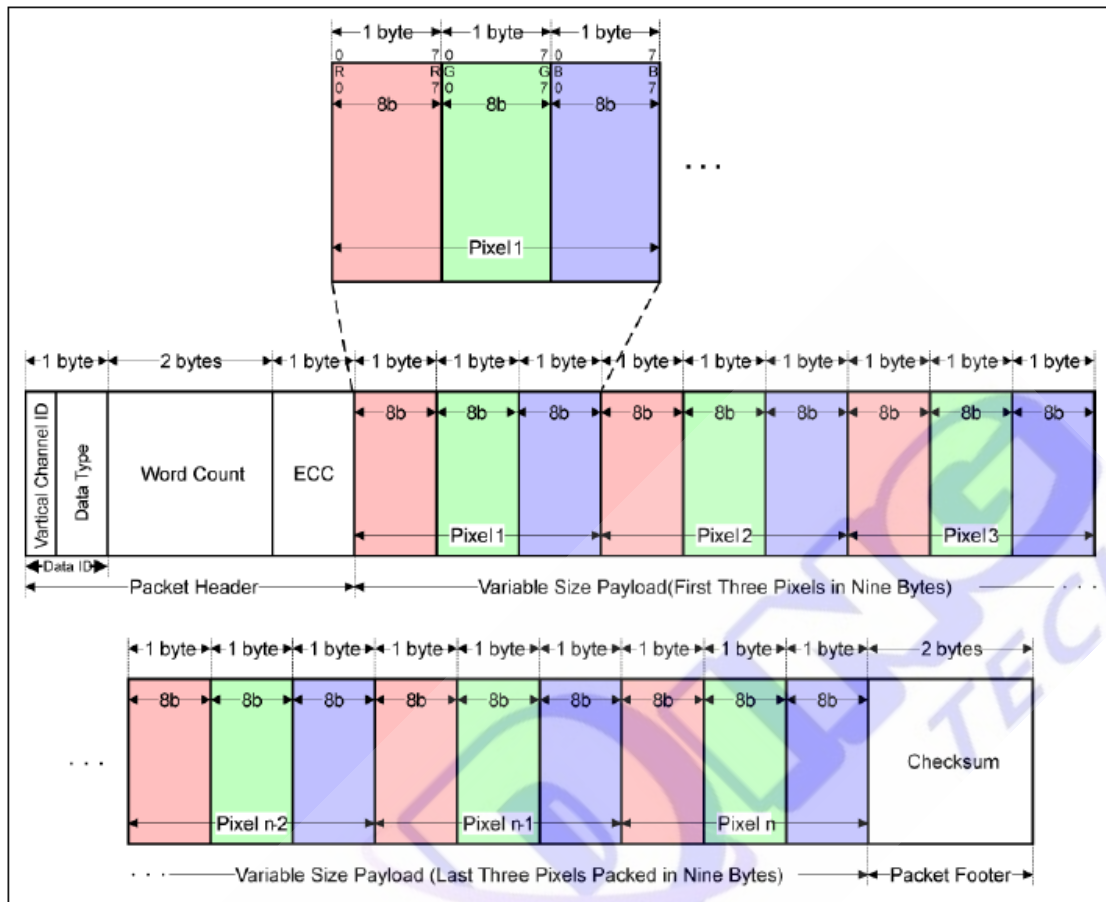 1 byte 1 byte 1 byte
0 7 0 7 0 7
R R G G B B
0 7 0 7 0 7
8b 8b 8b
. . .
Pixel 1
1 byte 2 bytes 1 byte 1 byte 1 byte 1 byte 1 byte 1 byte 1 byte 1 byte 1 byte 1 byte
8b 8b 8b 8b 8b 8b 8b 8b 8b
Vartical Channel ID
Data Type
Word Count
ECC
Pixel 1 Pixel 2 Pixel 3
Data ID
Packet Header Variable Size Payload(First Three Pixels in Nine Bytes) . . .
1 byte 1 byte 1 byte 1 byte 1 byte 1 byte 1 byte 1 byte 1 byte 2 bytes
8b 8b 8b 8b 8b 8b 8b 8b 8b
. . .
Checksum
Pixel n-2 Pixel n-1 Pixel n
. . . Variable Size Payload (Last Three Pixels Packed in Nine Bytes) Packet Footer
DING
TEC